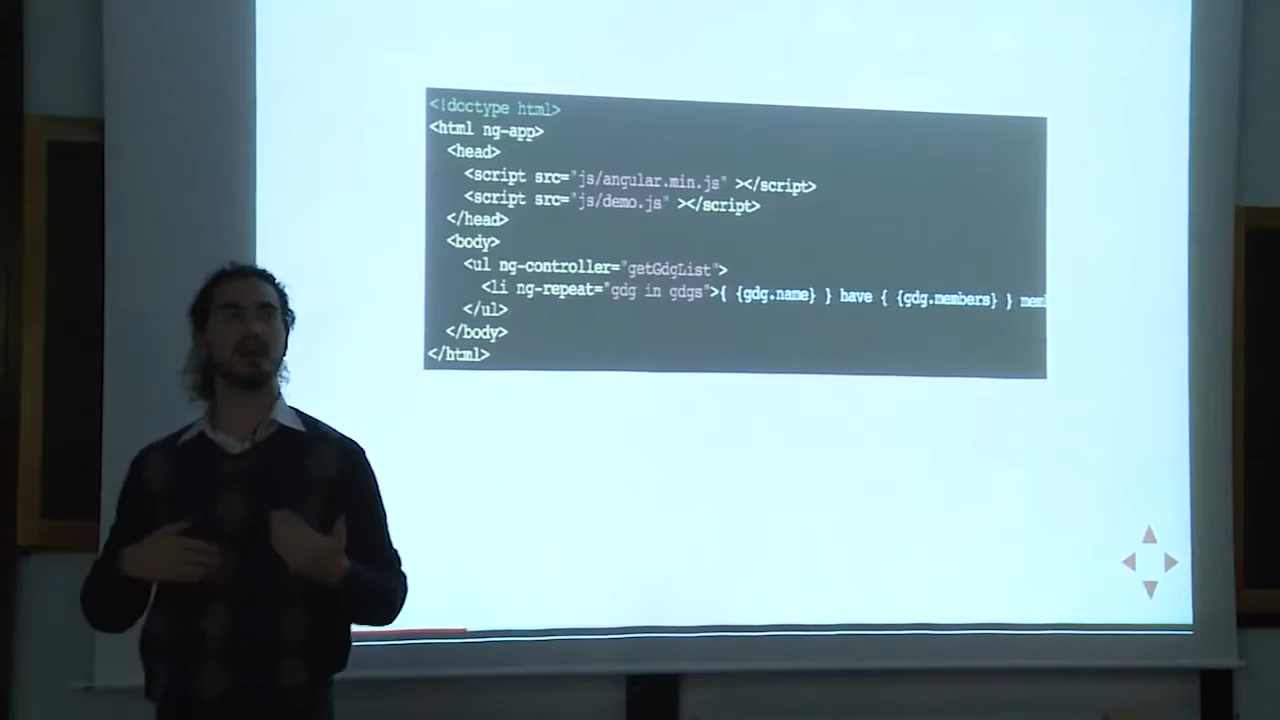 <!doctype html>
<html ng-app>
<head>
<script src="js/angular.min.js" ></script>
<script src="js/demo.js" ></script>
</head>
<body>
<ul ng-controller="getGdgList">
<li ng-repeat="gdg in gdgs">{ {gdg.name} } have { {gdg.members} }
</ul>
</body>
</html>